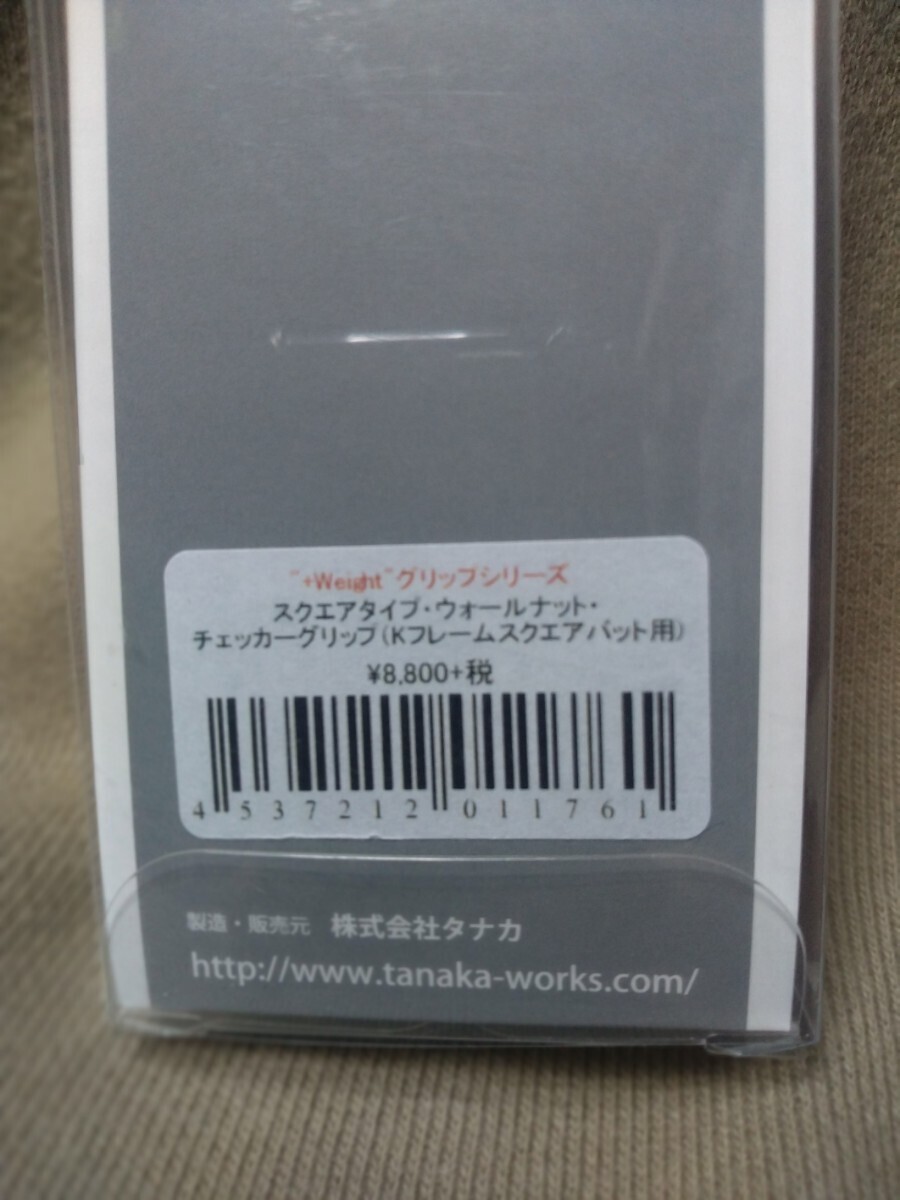 "+Weight"グリップシリーズ
スクエアタイプ・ウォールナット・
チェッカーグリップ(Kフレームスクエアバット用)
¥8,800+税
4 537212 011761
製造・販売元　株式会社タナカ
http://www.tanaka-works.com/